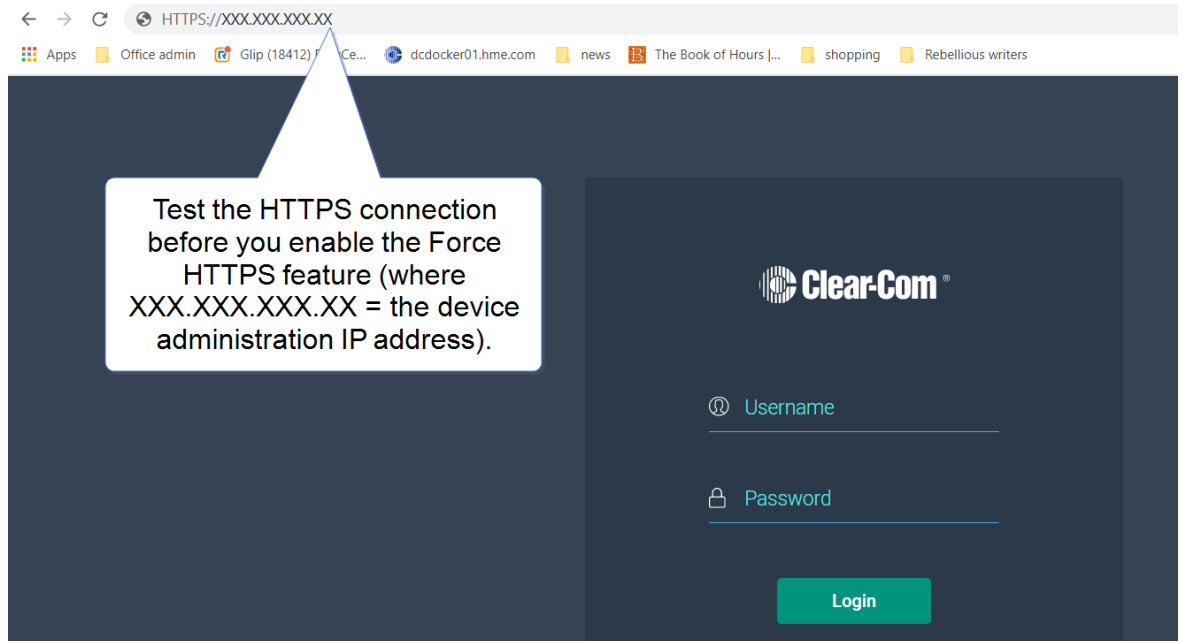 HTTPS://XXX.XXX.XXX.XX
Apps Office admin Glip (18412) dcdocker01.hme.com news The Book of Hours |... shopping Rebellious writers
Test the HTTPS connection
before you enable the Force
HTTPS feature (where
XXX.XXX.XXX.XX = the device
administration IP address).
Clear-Com ®
Username
Password
Login